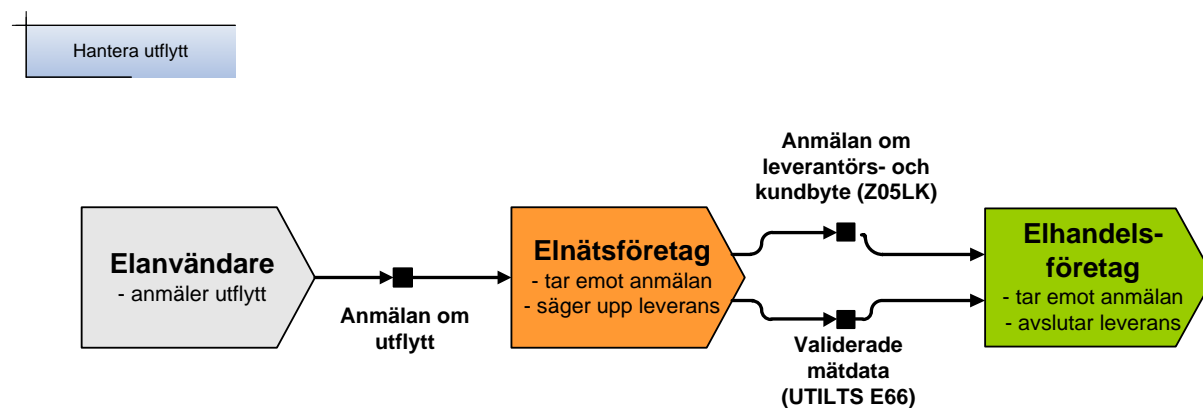 Hantera utflytt
Elanvändare
- anmäler utflytt
Anmälan om
utflytt
Elnätsföretag
- tar emot anmälan
- säger upp leverans
Anmälan om
leverantörs- och
kundbyte (Z05LK)
Validerade
mätdata
(UTILTS E66)
Elhandels-
företag
- tar emot anmälan
- avslutar leverans